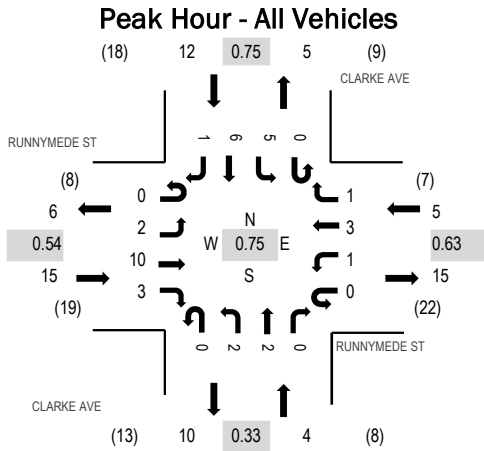 Peak Hour - All Vehicles
(18) 12 0.75 5 (9)
CLARKE AVE
1 6 5 0
RUNNYMEDE ST
(8) 0 1 (7)
6 2 N 3 5
0.54 W 0.75 E 0.63
15 10 S 1 15
(19) 3 0 (22)
0 2 2 0
RUNNYMEDE ST
CLARKE AVE
(13) 10 0.33 4 (8)